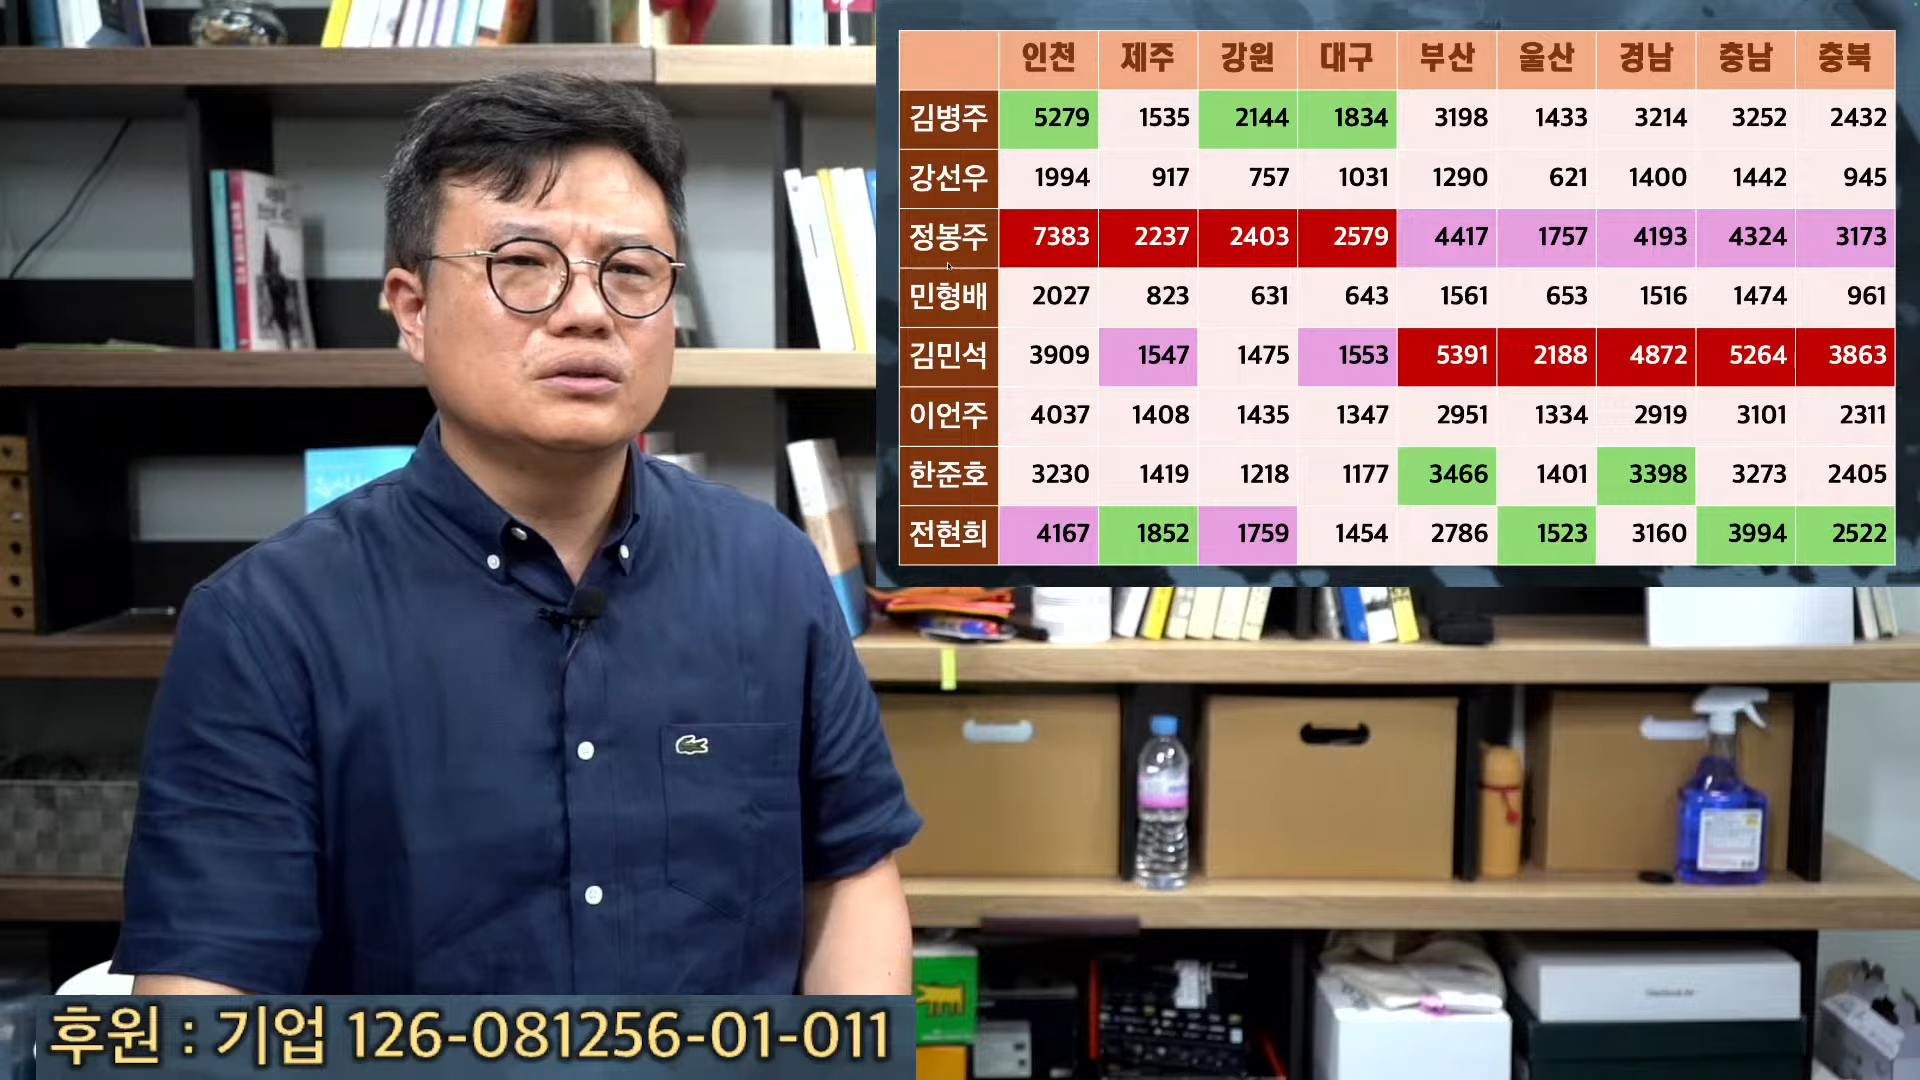 인천 제주 강원 대구 부산 울산 경남 충남 충북
김병주 5279 1535 2144 1834 3198 1433 3214 3252 2432
강선우 1994 917 757 1031 1290 621 1400 1442 945
정봉주 7383 2237 2403 2579 4417 1757 4193 4324 3173
민형배 2027 823 631 643 1561 653 1516 1474 961
김민석 3909 1547 1475 1553 5391 2188 4872 5264 3863
이언주 4037 1408 1435 1347 2951 1334 2919 3101 2311
한준호 3230 1419 1218 1177 3466 1401 3398 3273 2405
전현희 4167 1852 1759 1454 2786 1523 3160 3994 2522
후원 : 기업 126-081256-01-011